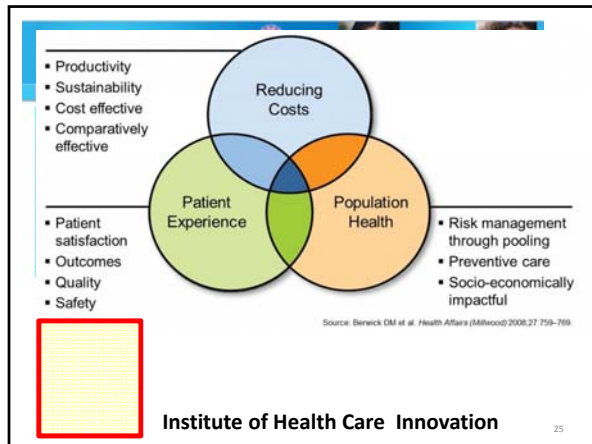 ▪ Productivity
▪ Sustainability
▪ Cost effective
▪ Comparatively
effective
Reducing
Costs
Patient
Experience
Population
Health
▪ Patient
satisfaction
▪ Outcomes
▪ Quality
▪ Safety
▪ Risk management
through pooling
▪ Preventive care
▪ Socio-economically
impactful
Source: Berwick DM et al. Health Affairs (Millwood) 2008;27:759–769.
Institute of Health Care  Innovation
25